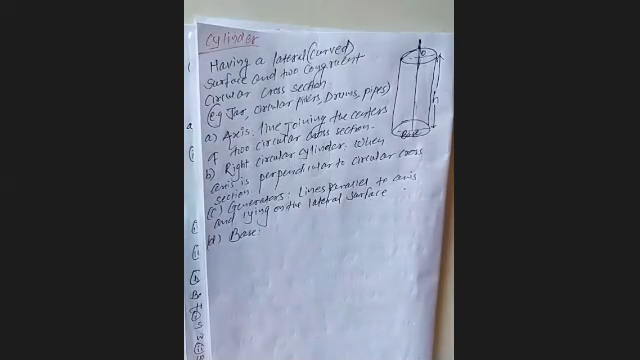 Cylinder
Having a lateral (curved)
surface and two congruent
circular cross section
e.g Jar, circular pillers, Drums, pipes)
a) Axis: line joining the centers
of two circular cross section.
b) Right circular cylinder: When
axis is perpendicular to circular cross
section.
(c) Generators: Lines parallel to axis
and lying on the lateral surface
(d) Base:
h
Base